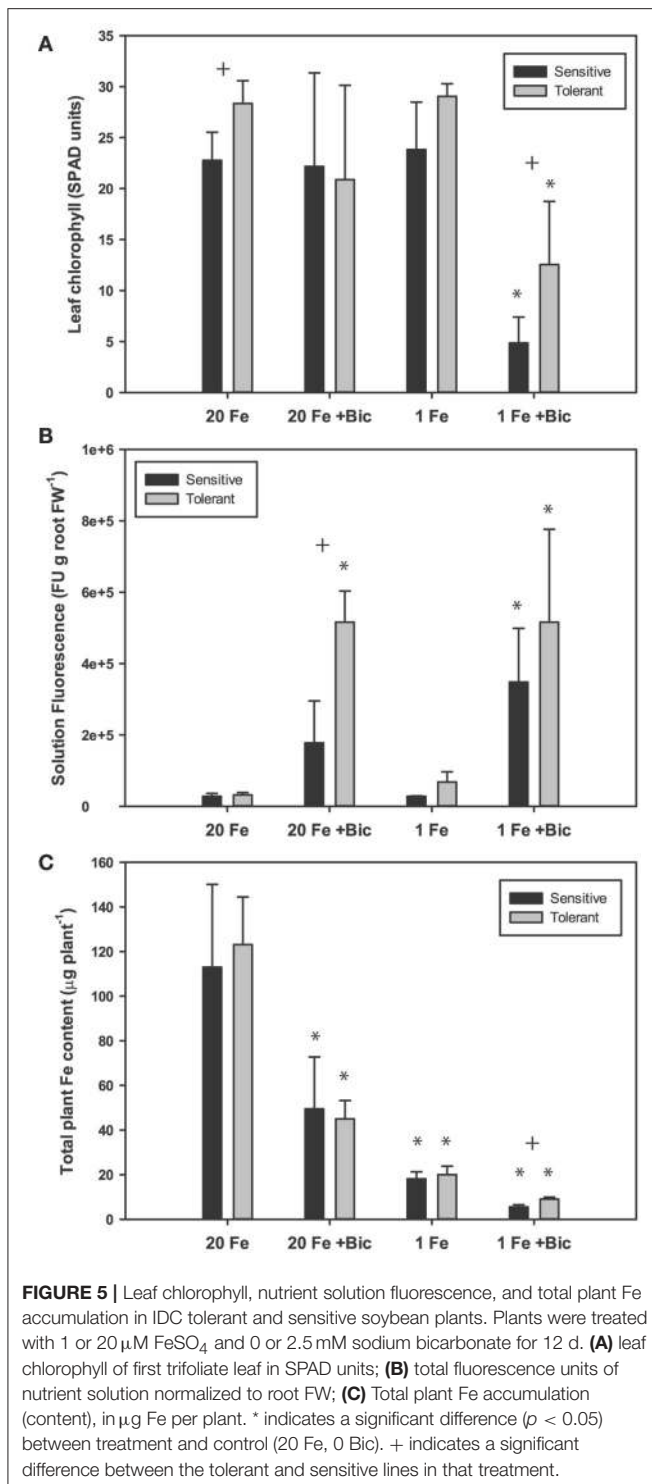 A
Leaf chlorophyll (SPAD units)
35
30
25
20
15
10
5
0
Sensitive
Tolerant
+
+
*
*
20 Fe 20 Fe +Bic 1 Fe 1 Fe +Bic
B
Solution Fluorescence (FU g root FW⁻¹)
1e+6
8e+5
6e+5
4e+5
2e+5
0
Sensitive
Tolerant
+
*
*
*
20 Fe 20 Fe +Bic 1 Fe 1 Fe +Bic
C
Total plant Fe content (µg plant⁻¹)
160
140
120
100
80
60
40
20
0
Sensitive
Tolerant
*
*
* *
+
* *
20 Fe 20 Fe +Bic 1 Fe 1 Fe +Bic
FIGURE 5 | Leaf chlorophyll, nutrient solution fluorescence, and total plant Fe
accumulation in IDC tolerant and sensitive soybean plants. Plants were treated
with 1 or 20 µM FeSO₄ and 0 or 2.5 mM sodium bicarbonate for 12 d. (A) leaf
chlorophyll of first trifoliate leaf in SPAD units; (B) total fluorescence units of
nutrient solution normalized to root FW; (C) Total plant Fe accumulation
(content), in µg Fe per plant. * indicates a significant difference (p < 0.05)
between treatment and control (20 Fe, 0 Bic). + indicates a significant
difference between the tolerant and sensitive lines in that treatment.